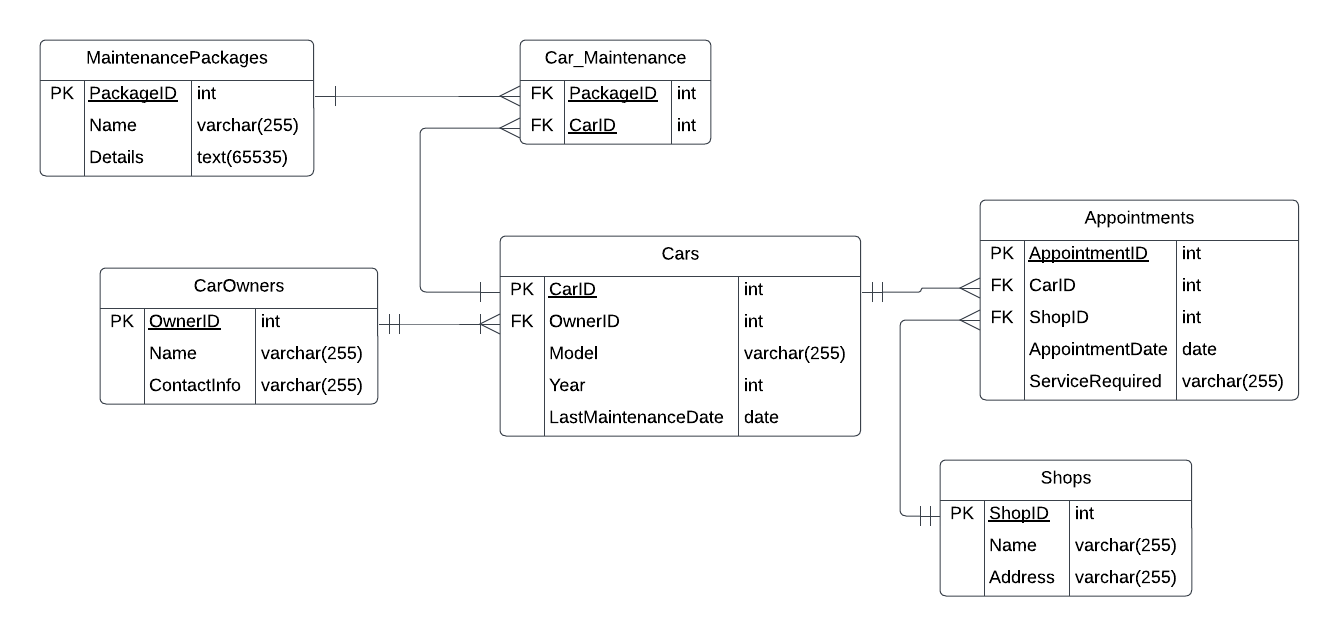 MaintenancePackages
PK PackageID int
Name varchar(255)
Details text(65535)
Car_Maintenance
FK PackageID int
FK CarID int
CarOwners
PK OwnerID int
Name varchar(255)
ContactInfo varchar(255)
Cars
PK CarID int
FK OwnerID int
Model varchar(255)
Year int
LastMaintenanceDate date
Appointments
PK AppointmentID int
FK CarID int
FK ShopID int
AppointmentDate date
ServiceRequired varchar(255)
Shops
PK ShopID int
Name varchar(255)
Address varchar(255)